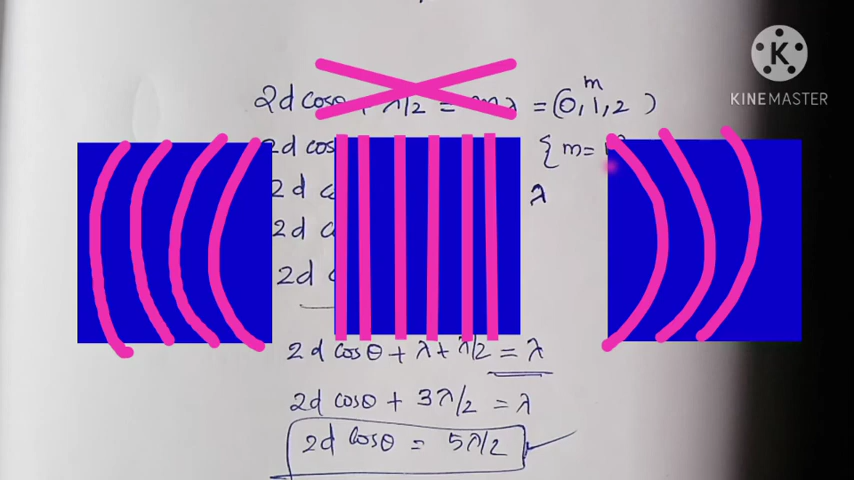 2d cosθ + λ/2 = mλ = (0, 1, 2 )
m
KINEMASTER
2d cos
{ m=
2d
λ
2d
2d
2d cosθ + λ + λ/2 = λ
2d cosθ + 3λ/2 = λ
2d cosθ = 5λ/2